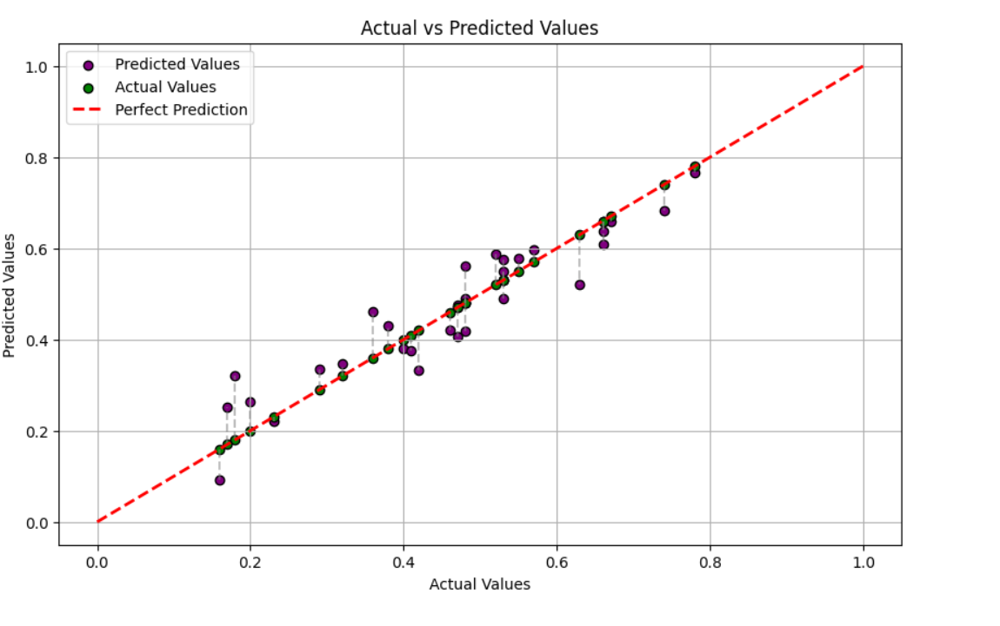 Actual vs Predicted Values
Predicted Values
Actual Values
Perfect Prediction
1.0
0.8
0.6
0.4
0.2
0.0
Predicted Values
0.0 0.2 0.4 0.6 0.8 1.0
Actual Values